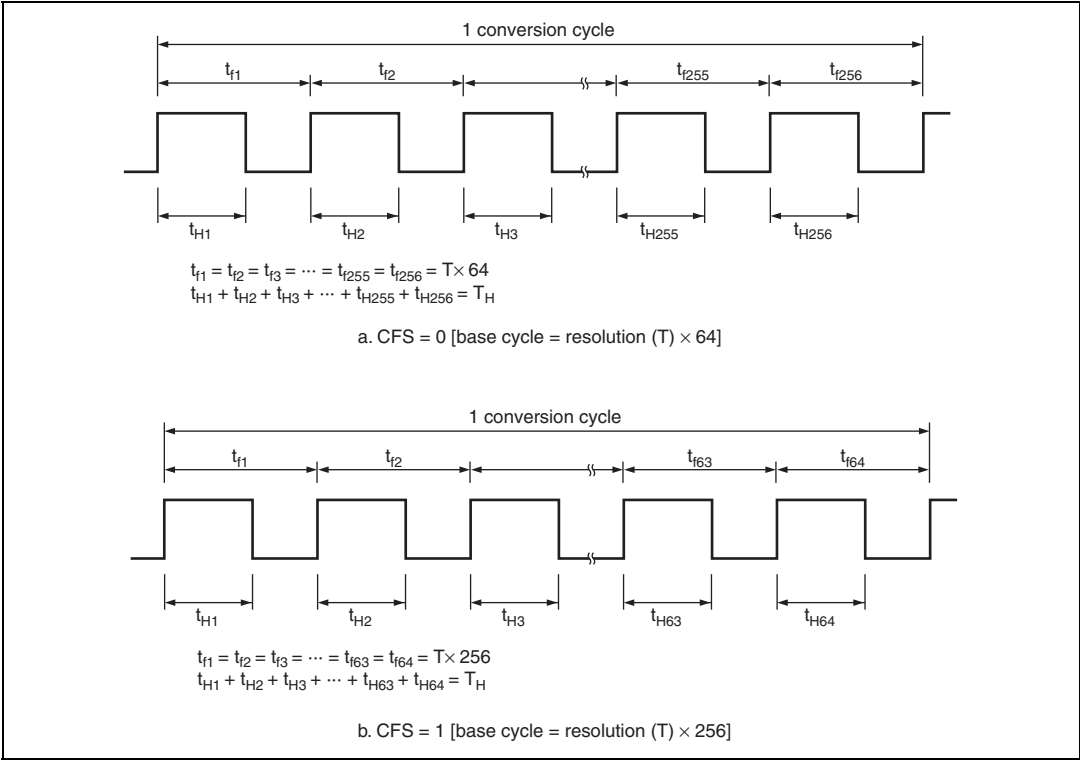 1 conversion cycle
tf1 tf2 tf255 tf256
tH1 tH2 tH3 tH255 tH256
tf1 = tf2 = tf3 = ··· = tf255 = tf256 = T× 64
tH1 + tH2 + tH3 + ··· + tH255 + tH256 = TH
a. CFS = 0 [base cycle = resolution (T) × 64]
1 conversion cycle
tf1 tf2 tf63 tf64
tH1 tH2 tH3 tH63 tH64
tf1 = tf2 = tf3 = ··· = tf63 = tf64 = T× 256
tH1 + tH2 + tH3 + ··· + tH63 + tH64 = TH
b. CFS = 1 [base cycle = resolution (T) × 256]